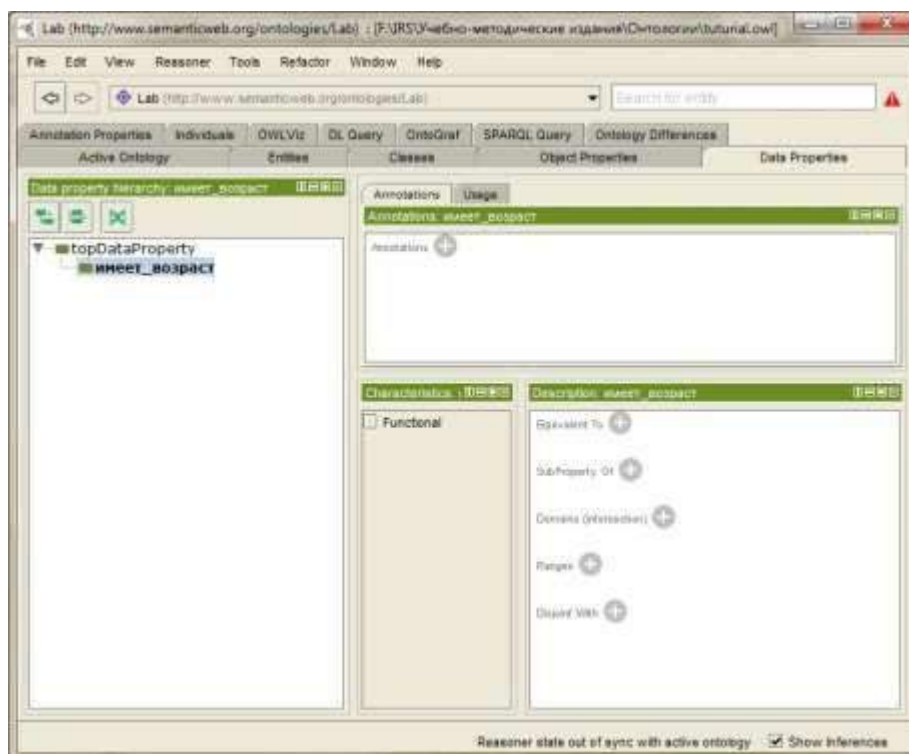 Lab (http://www.semanticweb.org/ontologies/Lab) : [F:\IRS\Учебно-методические издания\Онтологии\tuturial.owl]
File Edit View Reasoner Tools Refactor Window Help
Lab (http://www.semanticweb.org/ontologies/Lab) Search for entity
Annotation Properties Individuals OWLViz DL Query OntoGraf SPARQL Query Ontology Differences
Active Ontology Entities Classes Object Properties Data Properties
Data property hierarchy: имеет_возраст
Annotations Usage
Annotations: имеет_возраст
Annotations
topDataProperty
имеет_возраст
Characteristics: Description: имеет_возраст
Functional
Equivalent To
SubProperty Of
Domains (intersection)
Ranges
Disjoint With
Reasoner state out of sync with active ontology Show Inferences